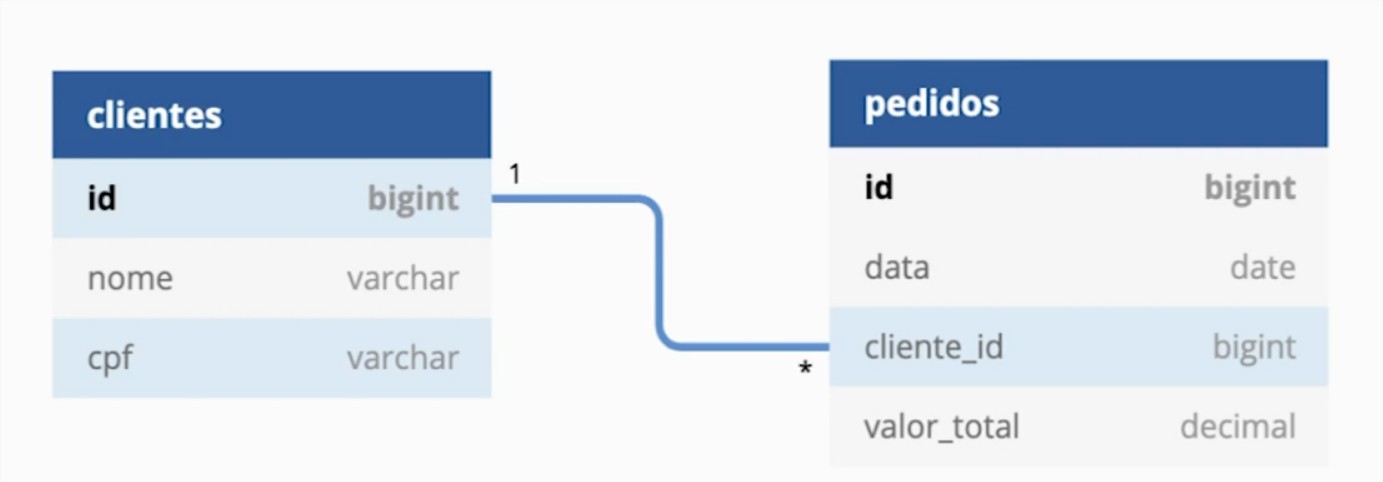 clientes
id bigint
nome varchar
cpf varchar
1
*
pedidos
id bigint
data date
cliente_id bigint
valor_total decimal